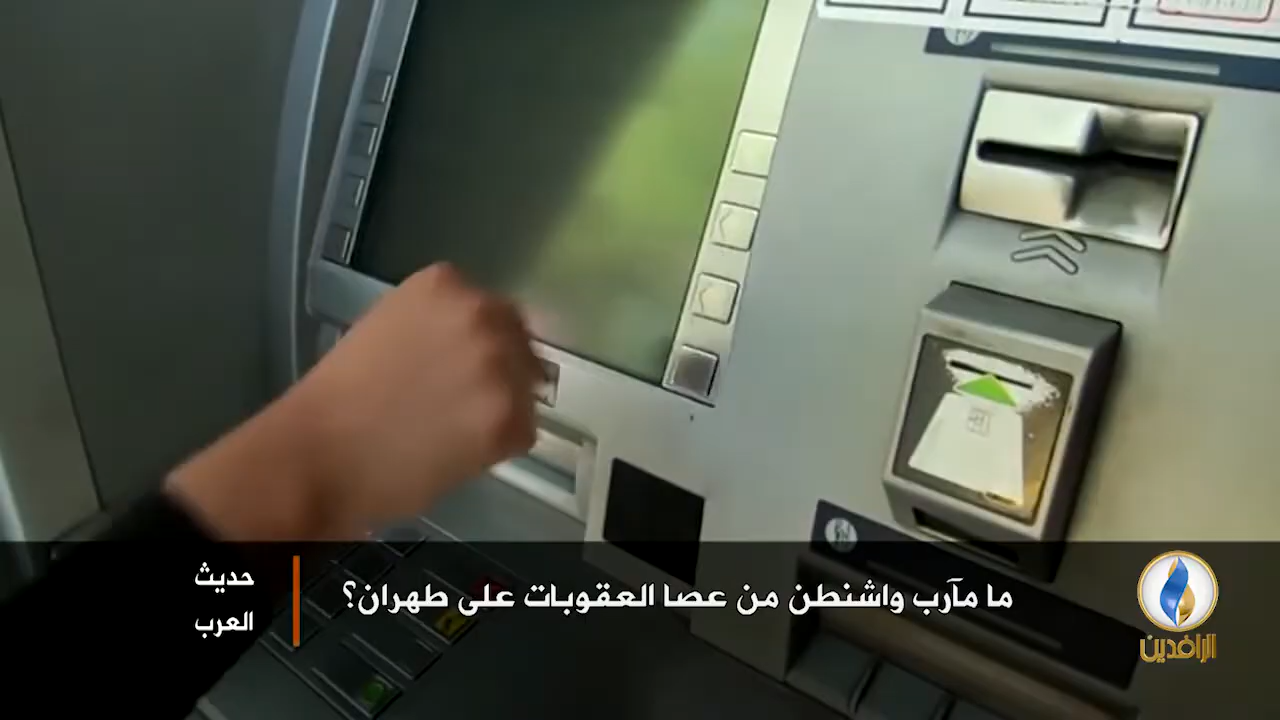 ما مآرب واشنطن من عصا العقوبات على طهران؟
حديث
العرب
الرافدين